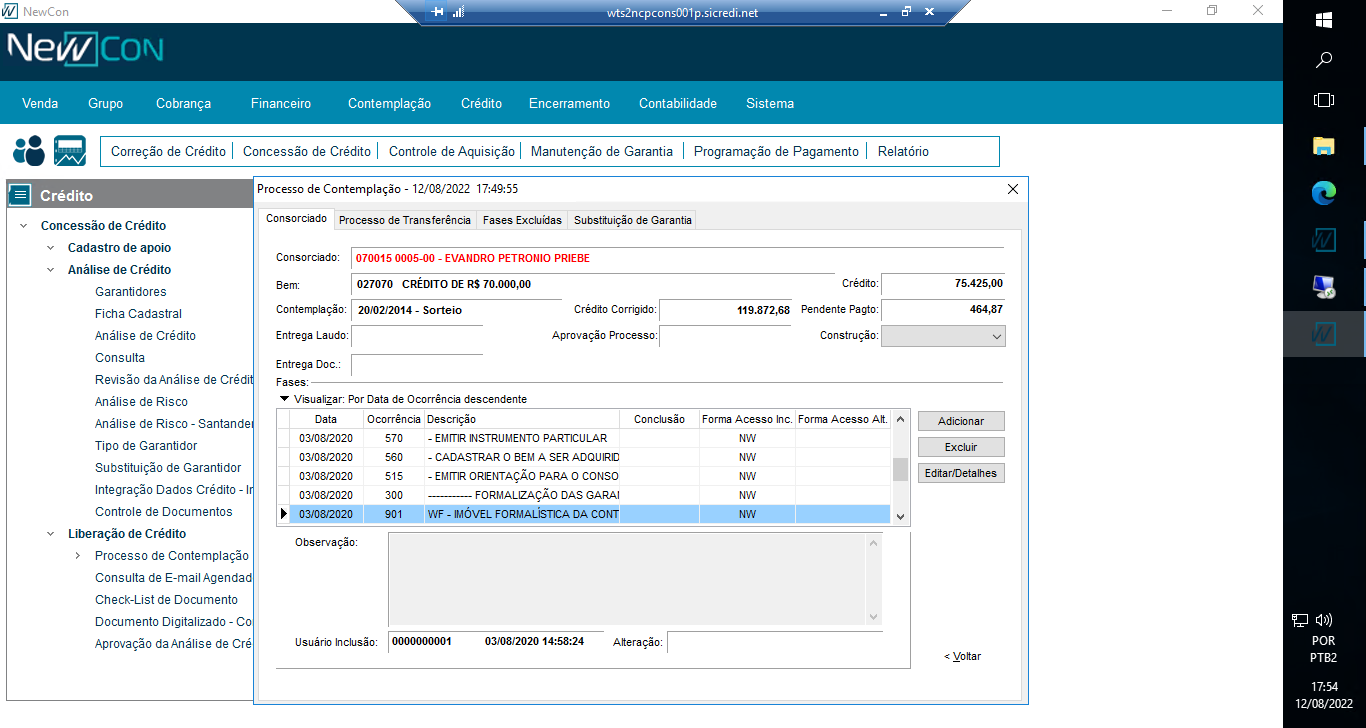 NewCon
wts2ncpcons001p.sicredi.net
NewCon
Venda Grupo Cobrança Financeiro Contemplação Crédito Encerramento Contabilidade Sistema
Correção de Crédito Concessão de Crédito Controle de Aquisição Manutenção de Garantia Programação de Pagamento Relatório
Crédito
Concessão de Crédito
Cadastro de apoio
Análise de Crédito
Garantidores
Ficha Cadastral
Análise de Crédito
Consulta
Revisão da Análise de Crédit
Análise de Risco
Análise de Risco - Santander
Tipo de Garantidor
Substituição de Garantidor
Integração Dados Crédito - Ir
Controle de Documentos
Liberação de Crédito
Processo de Contemplação
Consulta de E-mail Agendad
Check-List de Documento
Documento Digitalizado - Co
Aprovação da Análise de Cré
Processo de Contemplação - 12/08/2022 17:49:55
Consorciado Processo de Transferência Fases Excluídas Substituição de Garantia
Consorciado: 070015 0005-00 - EVANDRO PETRONIO PRIEBE
Bem: 027070 CRÉDITO DE R$ 70.000,00 Crédito: 75.425,00
Contemplação: 20/02/2014 - Sorteio Crédito Corrigido: 119.872,68 Pendente Pagto: 464,87
Entrega Laudo: Aprovação Processo: Construção:
Entrega Doc.:
Fases:
Visualizar: Por Data de Ocorrência descendente
Data Ocorrência Descrição Conclusão Forma Acesso Inc. Forma Acesso Alt.
03/08/2020 570 - EMITIR INSTRUMENTO PARTICULAR NW
03/08/2020 560 - CADASTRAR O BEM A SER ADQUIRID NW
03/08/2020 515 - EMITIR ORIENTAÇÃO PARA O CONSO NW
03/08/2020 300 ----------- FORMALIZAÇÃO DAS GARAI NW
03/08/2020 901 WF - IMÓVEL FORMALÍSTICA DA CONT NW
Adicionar
Excluir
Editar/Detalhes
Observação:
Usuário Inclusão: 0000000001 03/08/2020 14:58:24 Alteração:
< Voltar
POR
PTB2
17:54
12/08/2022